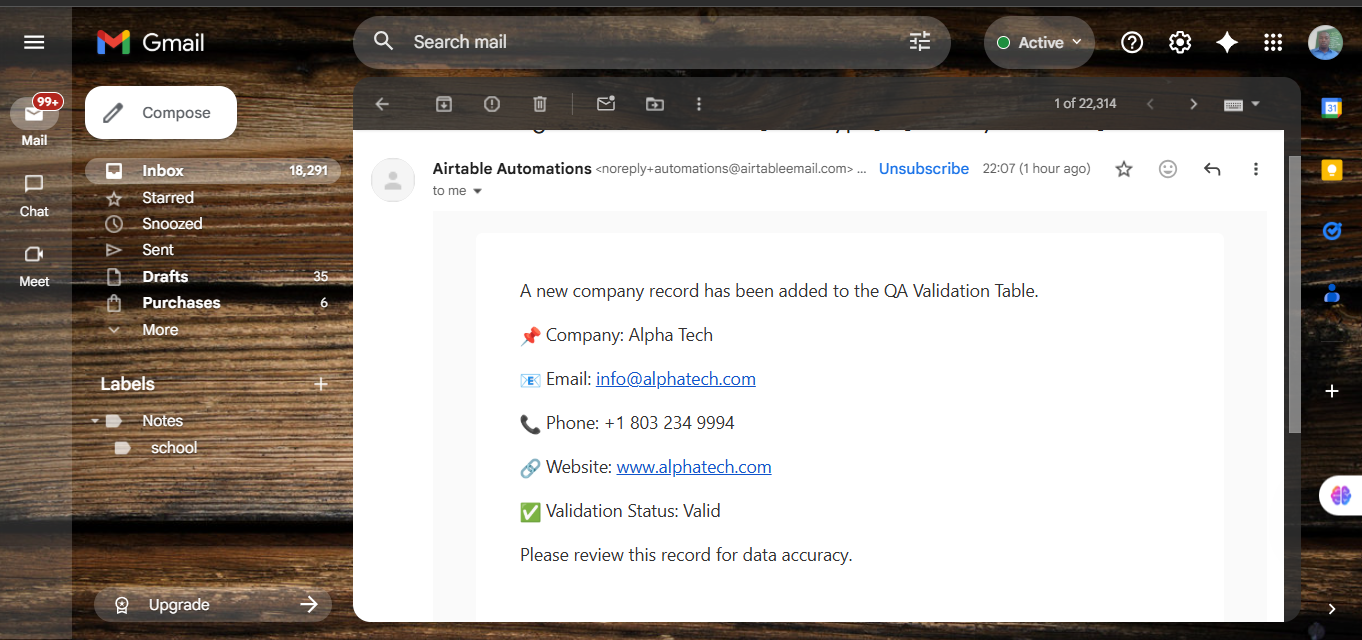 Gmail
Search mail
Active
99+
Mail
Chat
Meet
Compose
Inbox 18,291
Starred
Snoozed
Sent
Drafts 35
Purchases 6
More
Labels
Notes
school
Upgrade
1 of 22,314
Airtable Automations <noreply+automations@airtableemail.com> ... Unsubscribe 22:07 (1 hour ago)
to me
A new company record has been added to the QA Validation Table.
📌 Company: Alpha Tech
📧 Email: info@alphatech.com
📞 Phone: +1 803 234 9994
🔗 Website: www.alphatech.com
✅ Validation Status: Valid
Please review this record for data accuracy.
31